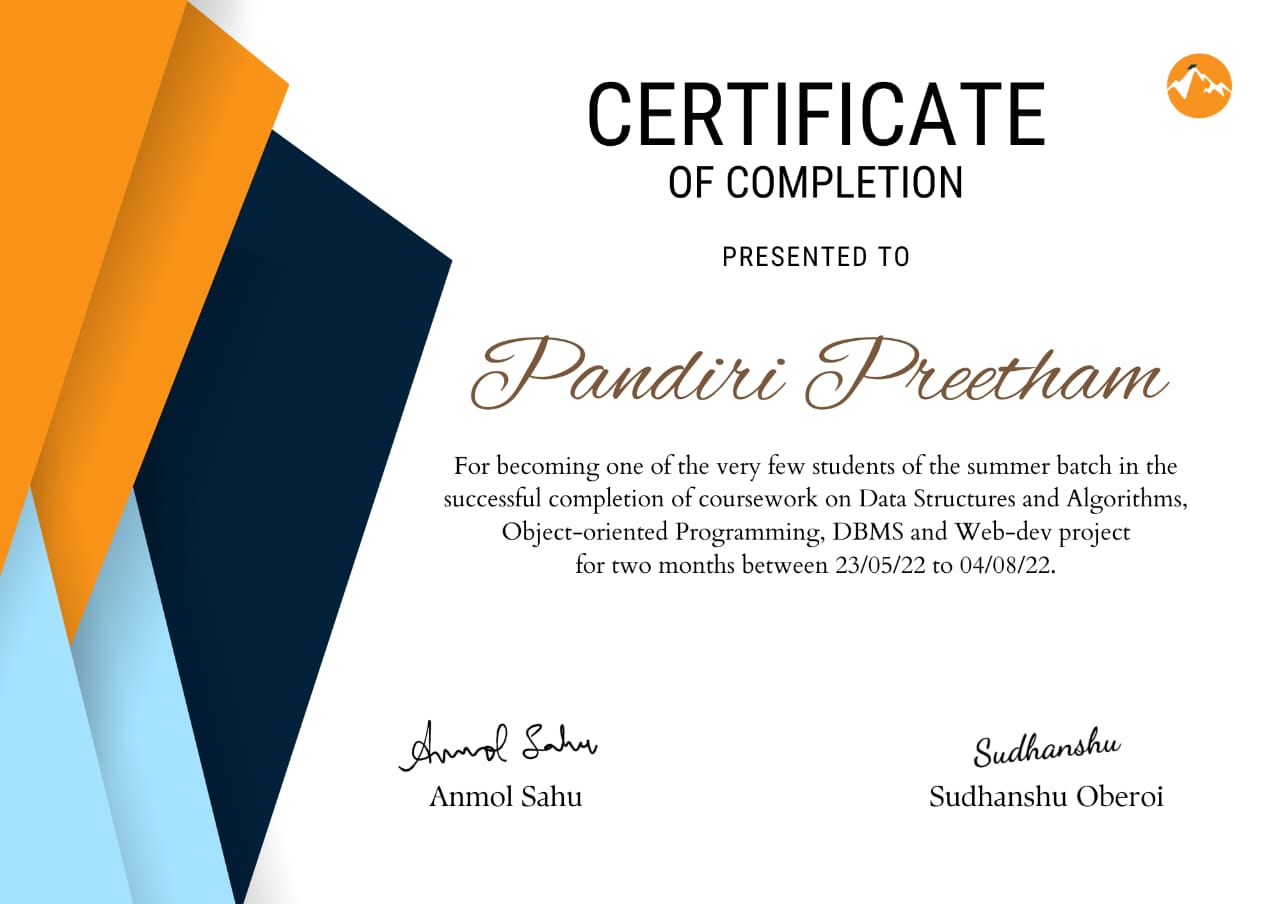 CERTIFICATE
OF COMPLETION
PRESENTED TO
Pandiri Preetham
For becoming one of the very few students of the summer batch in the
successful completion of coursework on Data Structures and Algorithms,
Object-oriented Programming, DBMS and Web-dev project
for two months between 23/05/22 to 04/08/22.
Anmol Sahu
Sudhanshu
Anmol Sahu
Sudhanshu Oberoi